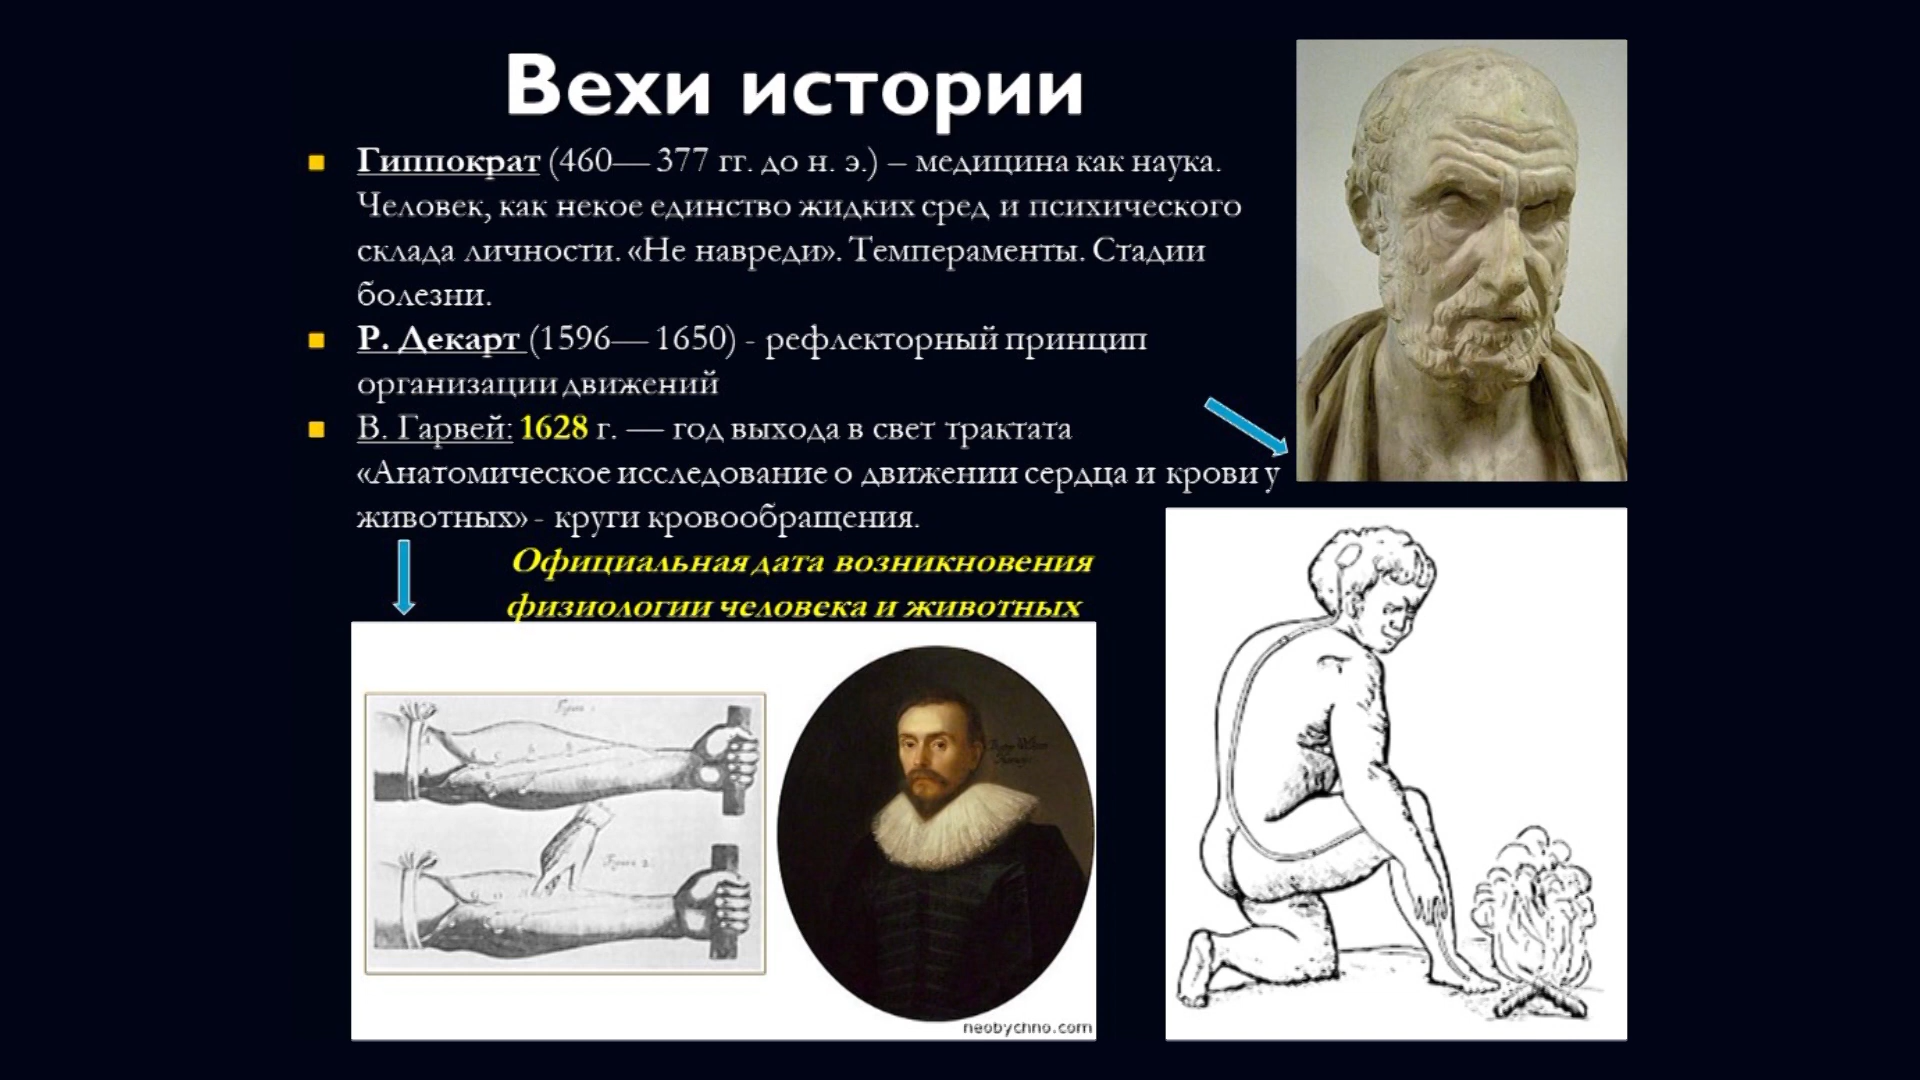 Вехи истории
Гиппократ (460— 377 гг. до н. э.) – медицина как наука.
Человек, как некое единство жидких сред и психического
склада личности. «Не навреди». Темпераменты. Стадии
болезни.
Р. Декарт (1596— 1650) - рефлекторный принцип
организации движений
В. Гарвей: 1628 г. — год выхода в свет трактата
«Анатомическое исследование о движении сердца и крови у
животных» - круги кровообращения.
Официальная дата возникновения
физиологии человека и животных
neobychno.com